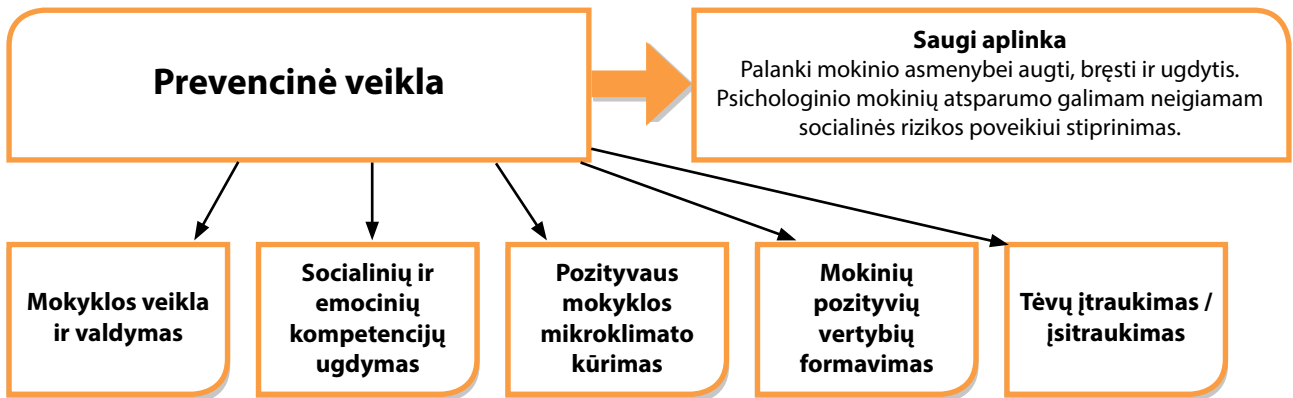 Prevencinė veikla
Saugi aplinka
Palanki mokinio asmenybei augti, bręsti ir ugdytis.
Psichologinio mokinių atsparumo galimam neigiamam
socialinės rizikos poveikiui stiprinimas.
Mokyklos veikla
ir valdymas
Socialinių ir
emocinių
kompetencijų
ugdymas
Pozityvaus
mokyklos
mikroklimato
kūrimas
Mokinių
pozityvių
vertybių
formavimas
Tėvų įtraukimas /
įsitraukimas